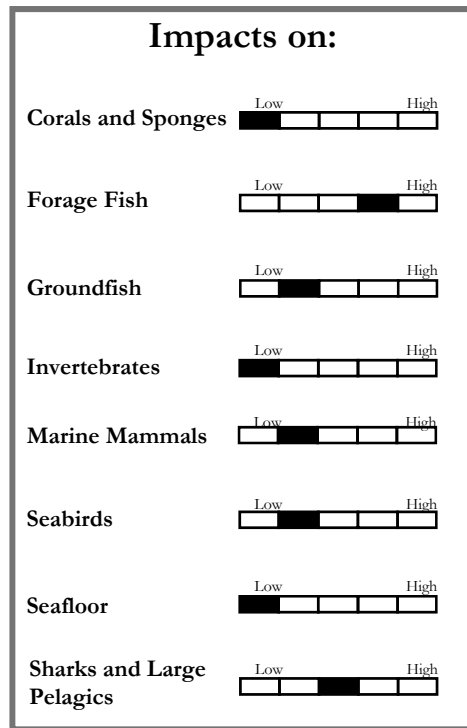 Impacts on:
Low High
Corals and Sponges
Low High
Forage Fish
Low High
Groundfish
Low High
Invertebrates
Low High
Marine Mammals
Low High
Seabirds
Low High
Seafloor
Sharks and Large Low High
Pelagics